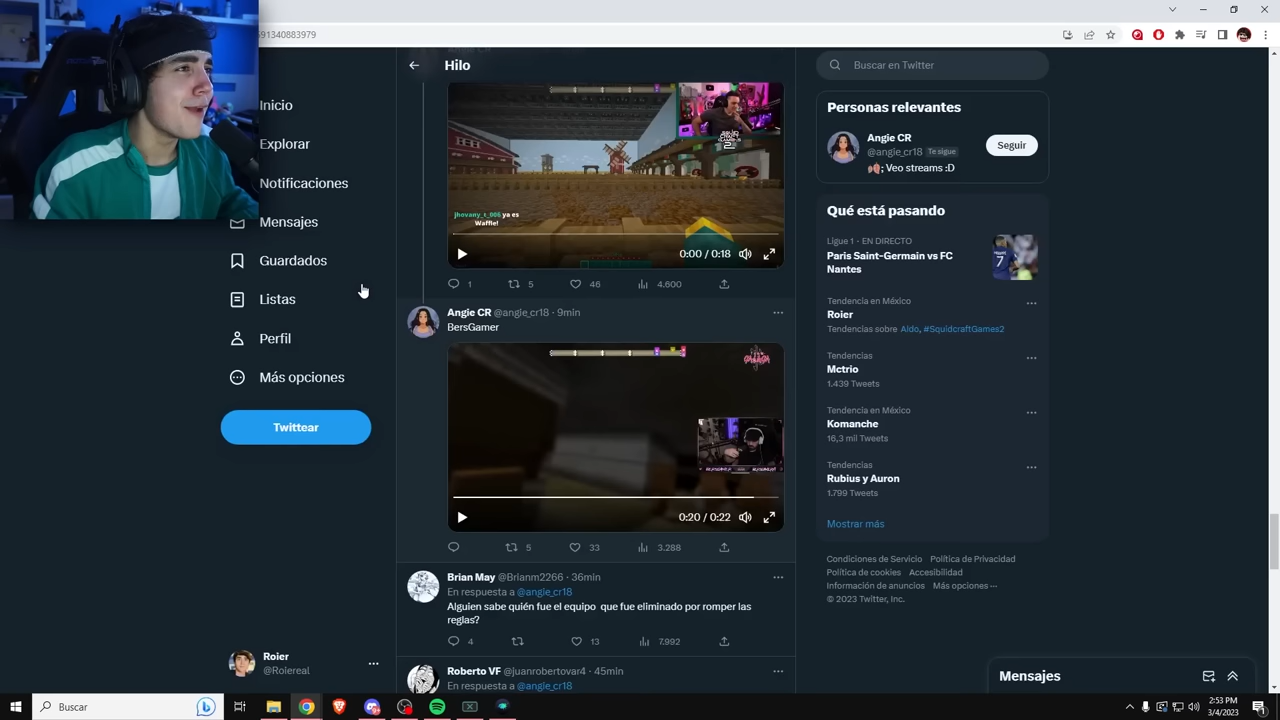 591340883979
Hilo
Buscar en Twitter
Inicio
Explorar
Notificaciones
Mensajes
Guardados
Listas
Perfil
Más opciones
Twittear
Roier
@Roiereal
jhovany_t_006 ya es
Waffle!
0:00 / 0:18
1
5
46
4.600
Angie CR @angie_cr18 · 9min
BersGamer
0:20 / 0:22
5
33
3.288
Brian May @Brianm2266 · 36min
En respuesta a @angie_cr18
Alguien sabe quién fue el equipo que fue eliminado por romper las
reglas?
4
13
7.992
Roberto VF @juanrobertovar4 · 45min
En respuesta a @angie_cr18
Personas relevantes
Angie CR
@angie_cr18 Te sigue
Seguir
🫁; Veo streams :D
Qué está pasando
Ligue 1 · EN DIRECTO
Paris Saint-Germain vs FC
Nantes
Tendencia en México
Roier
Tendencias sobre Aldo, #SquidcraftGames2
Tendencias
Mctrio
1.439 Tweets
Tendencia en México
Komanche
16,3 mil Tweets
Tendencias
Rubius y Auron
1.799 Tweets
Mostrar más
Condiciones de Servicio Política de Privacidad
Política de cookies Accesibilidad
Información de anuncios Más opciones ···
© 2023 Twitter, Inc.
Mensajes
Buscar
2:53 PM
3/4/2023